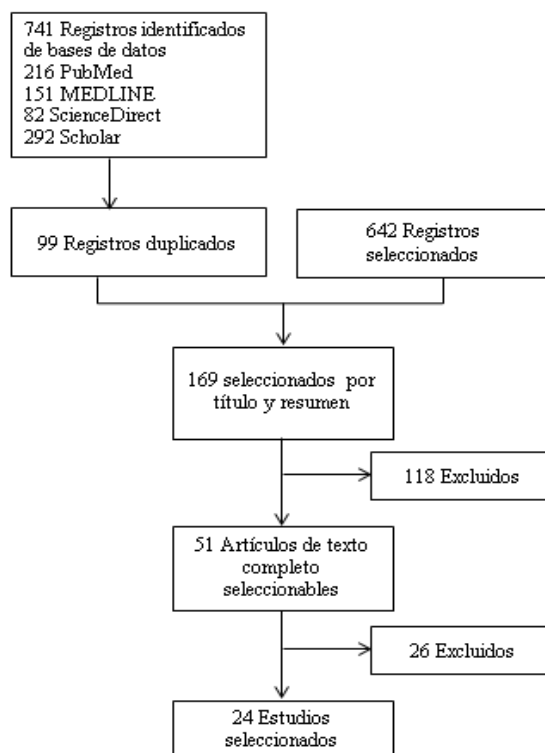 741 Registros identificados
de bases de datos
216 PubMed
151 MEDLINE
82 ScienceDirect
292 Scholar
99 Registros duplicados
642 Registros
seleccionados
169 seleccionados por
título y resumen
118 Excluidos
51 Artículos de texto
completo
seleccionables
26 Excluidos
24 Estudios
seleccionados